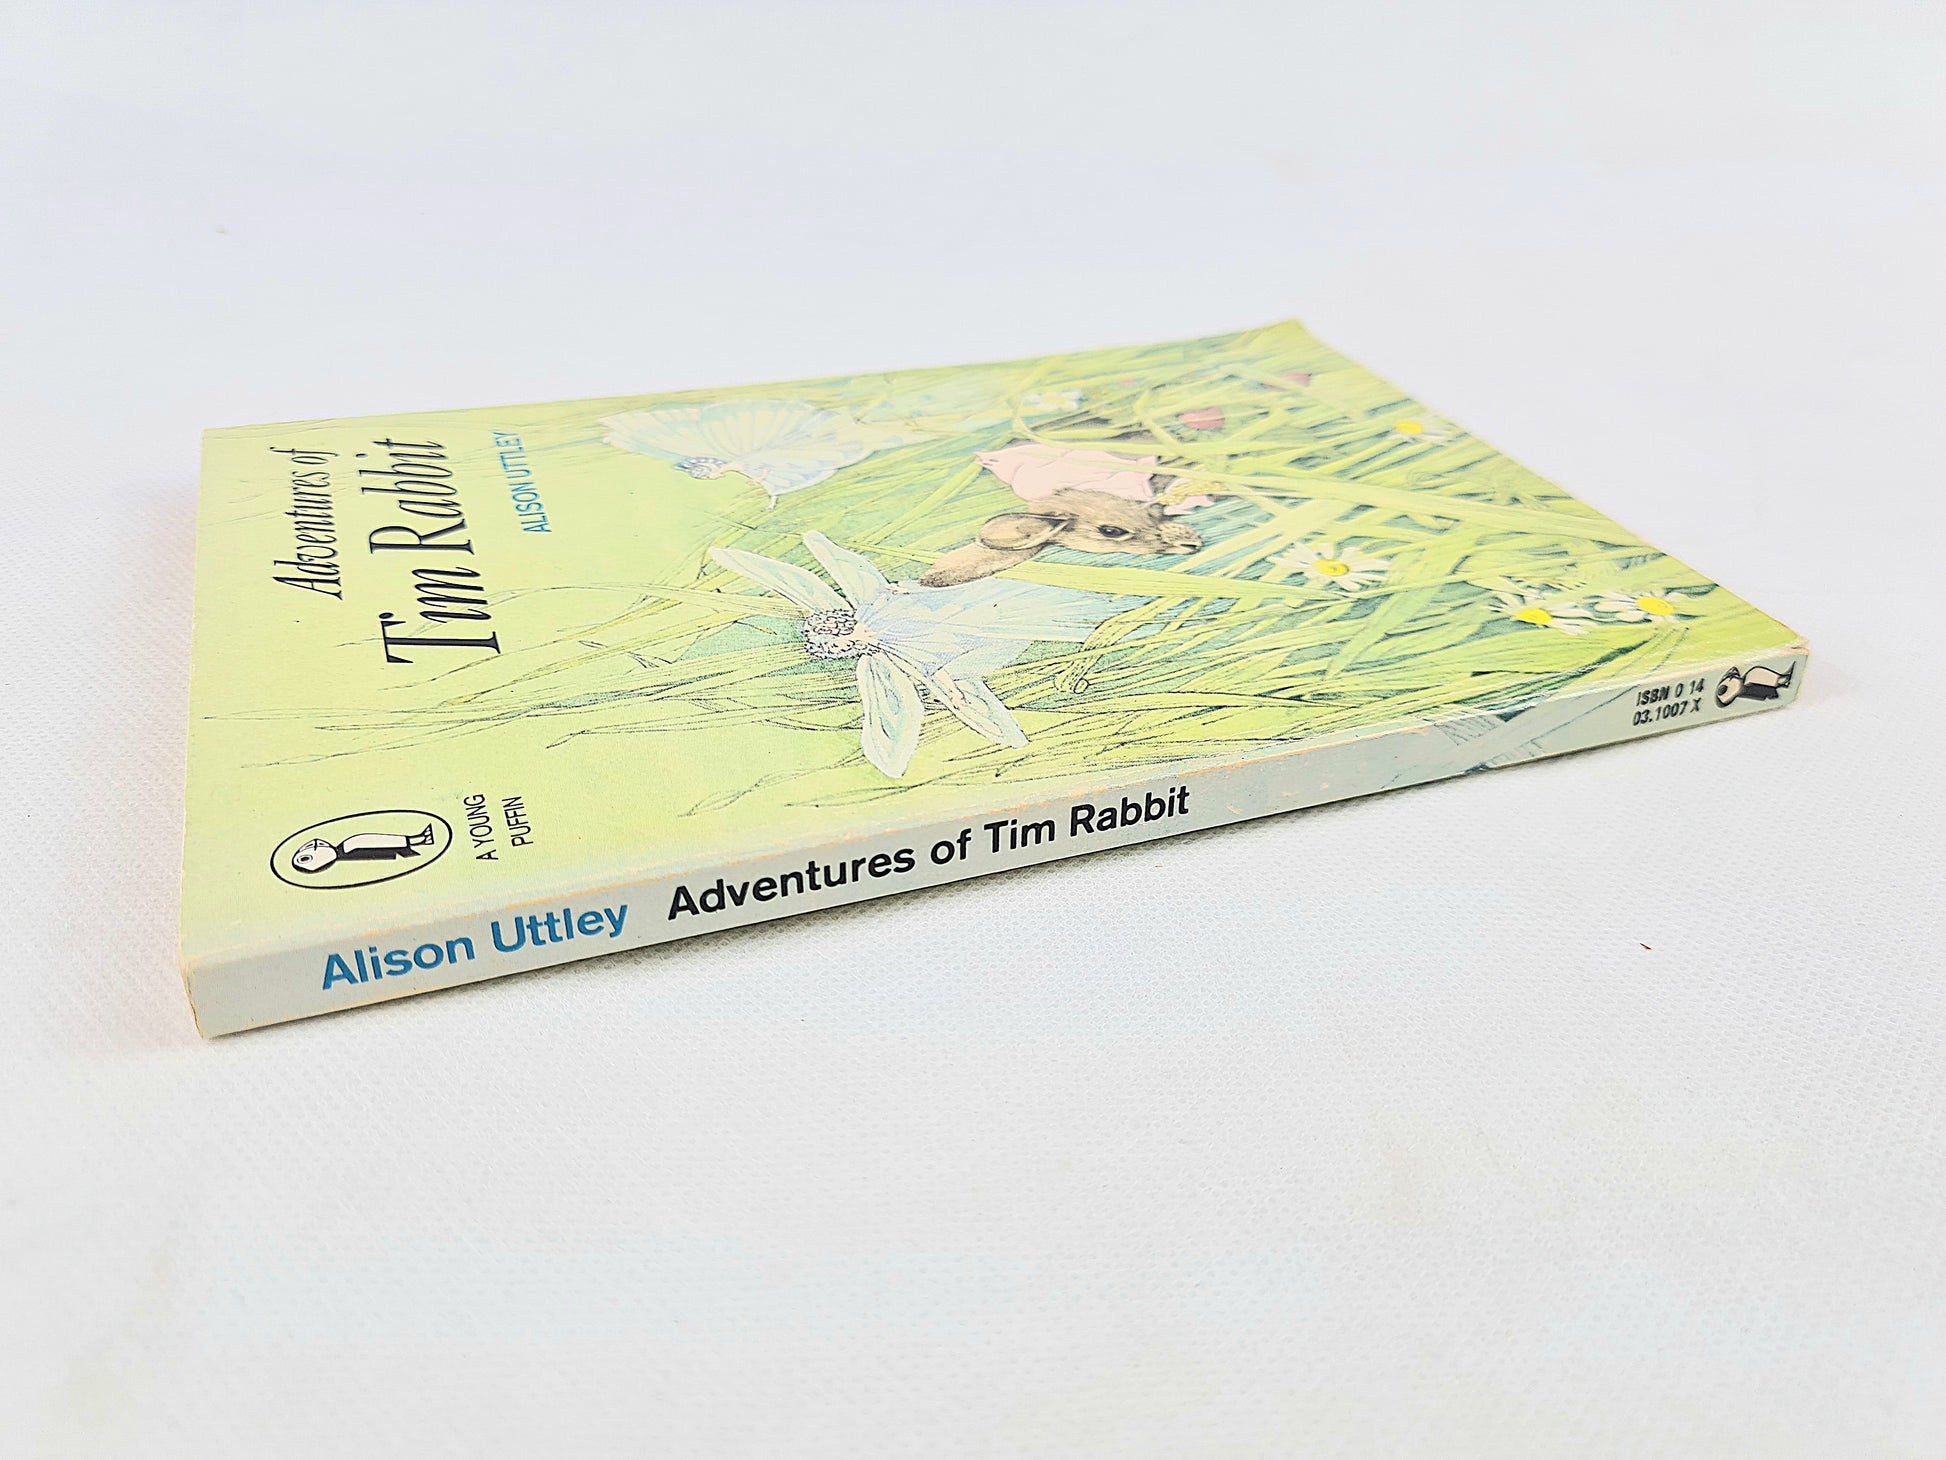 Adventures of
Tim Rabbit
ALISON UTTLEY
A YOUNG
PUFFIN
Alison Uttley Adventures of Tim Rabbit
ISBN 0 14
03.1007 X